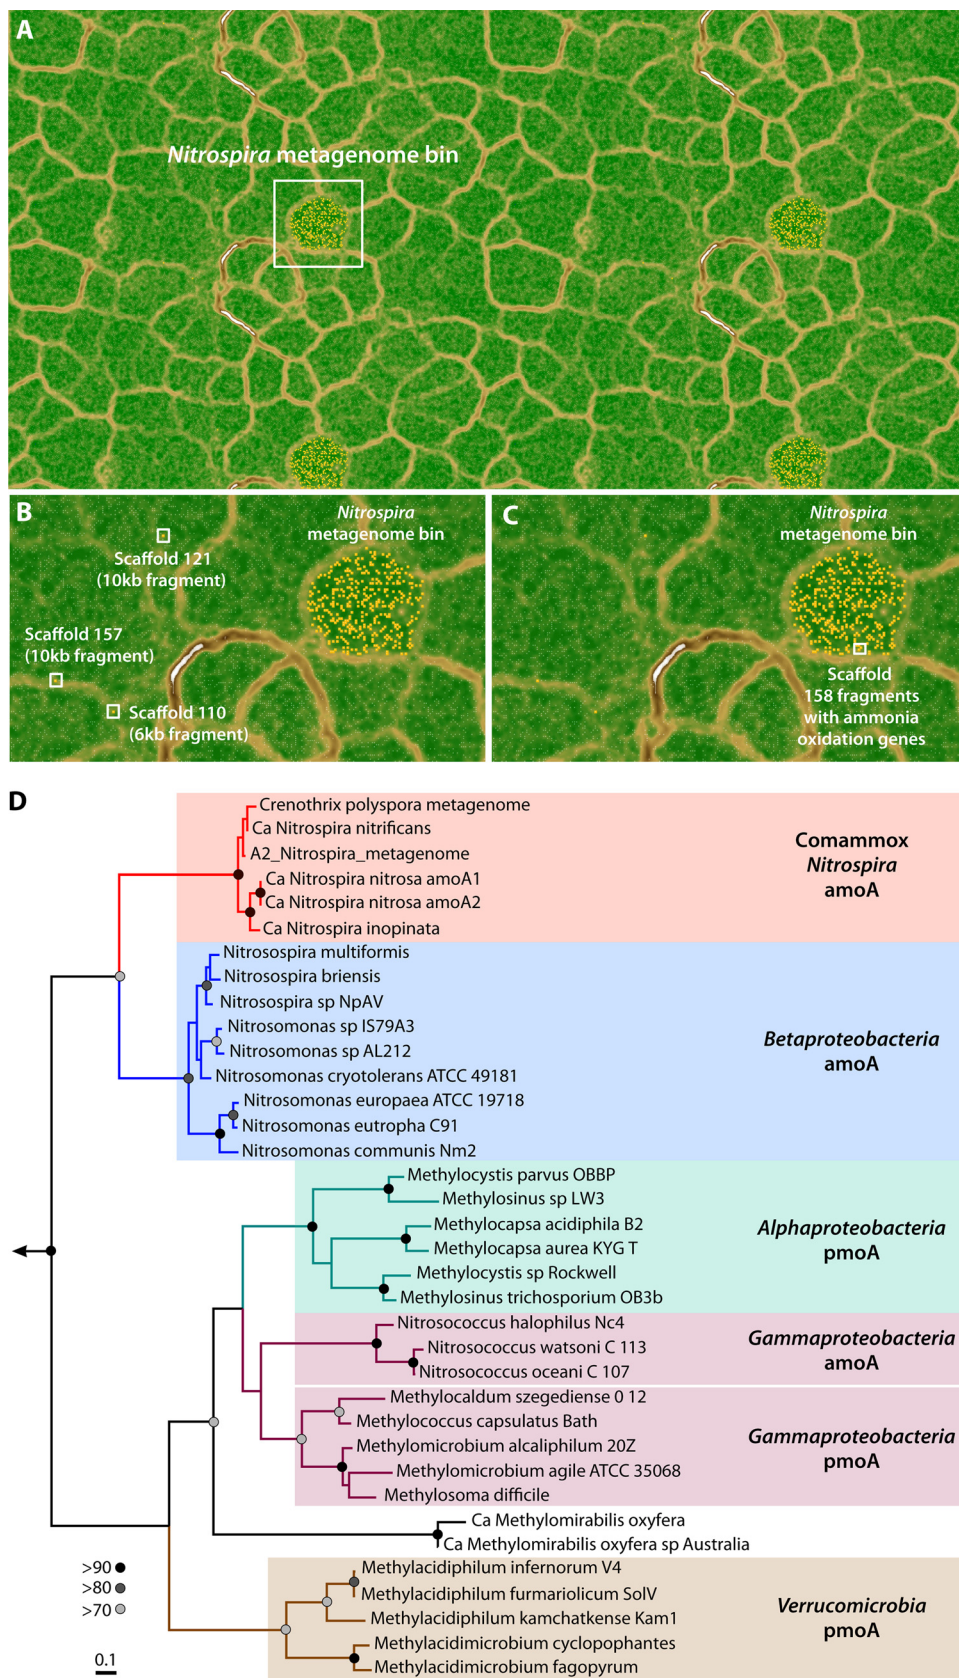 A
Nitrospira metagenome bin
B
Nitrospira
metagenome bin
Scaffold 121
(10kb fragment)
Scaffold 157
(10kb fragment)
Scaffold 110
(6kb fragment)
C
Nitrospira
metagenome bin
Scaffold
158 fragments
with ammonia
oxidation genes
D
Crenothrix polyspora metagenome
Ca Nitrospira nitrificans
A2_Nitrospira_metagenome
Ca Nitrospira nitrosa amoA1
Ca Nitrospira nitrosa amoA2
Ca Nitrospira inopinata
Comammox
Nitrospira
amoA
Nitrosospira multiformis
Nitrosospira briensis
Nitrosospira sp NpAV
Nitrosomonas sp IS79A3
Nitrosomonas sp AL212
Nitrosomonas cryotolerans ATCC 49181
Nitrosomonas europaea ATCC 19718
Nitrosomonas eutropha C91
Nitrosomonas communis Nm2
Betaproteobacteria
amoA
Methylocystis parvus OBBP
Methylosinus sp LW3
Methylocapsa acidiphila B2
Methylocapsa aurea KYG T
Methylocystis sp Rockwell
Methylosinus trichosporium OB3b
Alphaproteobacteria
pmoA
Nitrosococcus halophilus Nc4
Nitrosococcus watsoni C 113
Nitrosococcus oceani C 107
Gammaproteobacteria
amoA
Methylocaldum szegediense 0 12
Methylococcus capsulatus Bath
Methylomicrobium alcaliphilum 20Z
Methylomicrobium agile ATCC 35068
Methylosoma difficile
Gammaproteobacteria
pmoA
Ca Methylomirabilis oxyfera
Ca Methylomirabilis oxyfera sp Australia
Methylacidiphilum infernorum V4
Methylacidiphilum furmariolicum SolV
Methylacidiphilum kamchatkense Kam1
Methylacidimicrobium cyclopophantes
Methylacidimicrobium fagopyrum
Verrucomicrobia
pmoA
>90
>80
>70
0.1